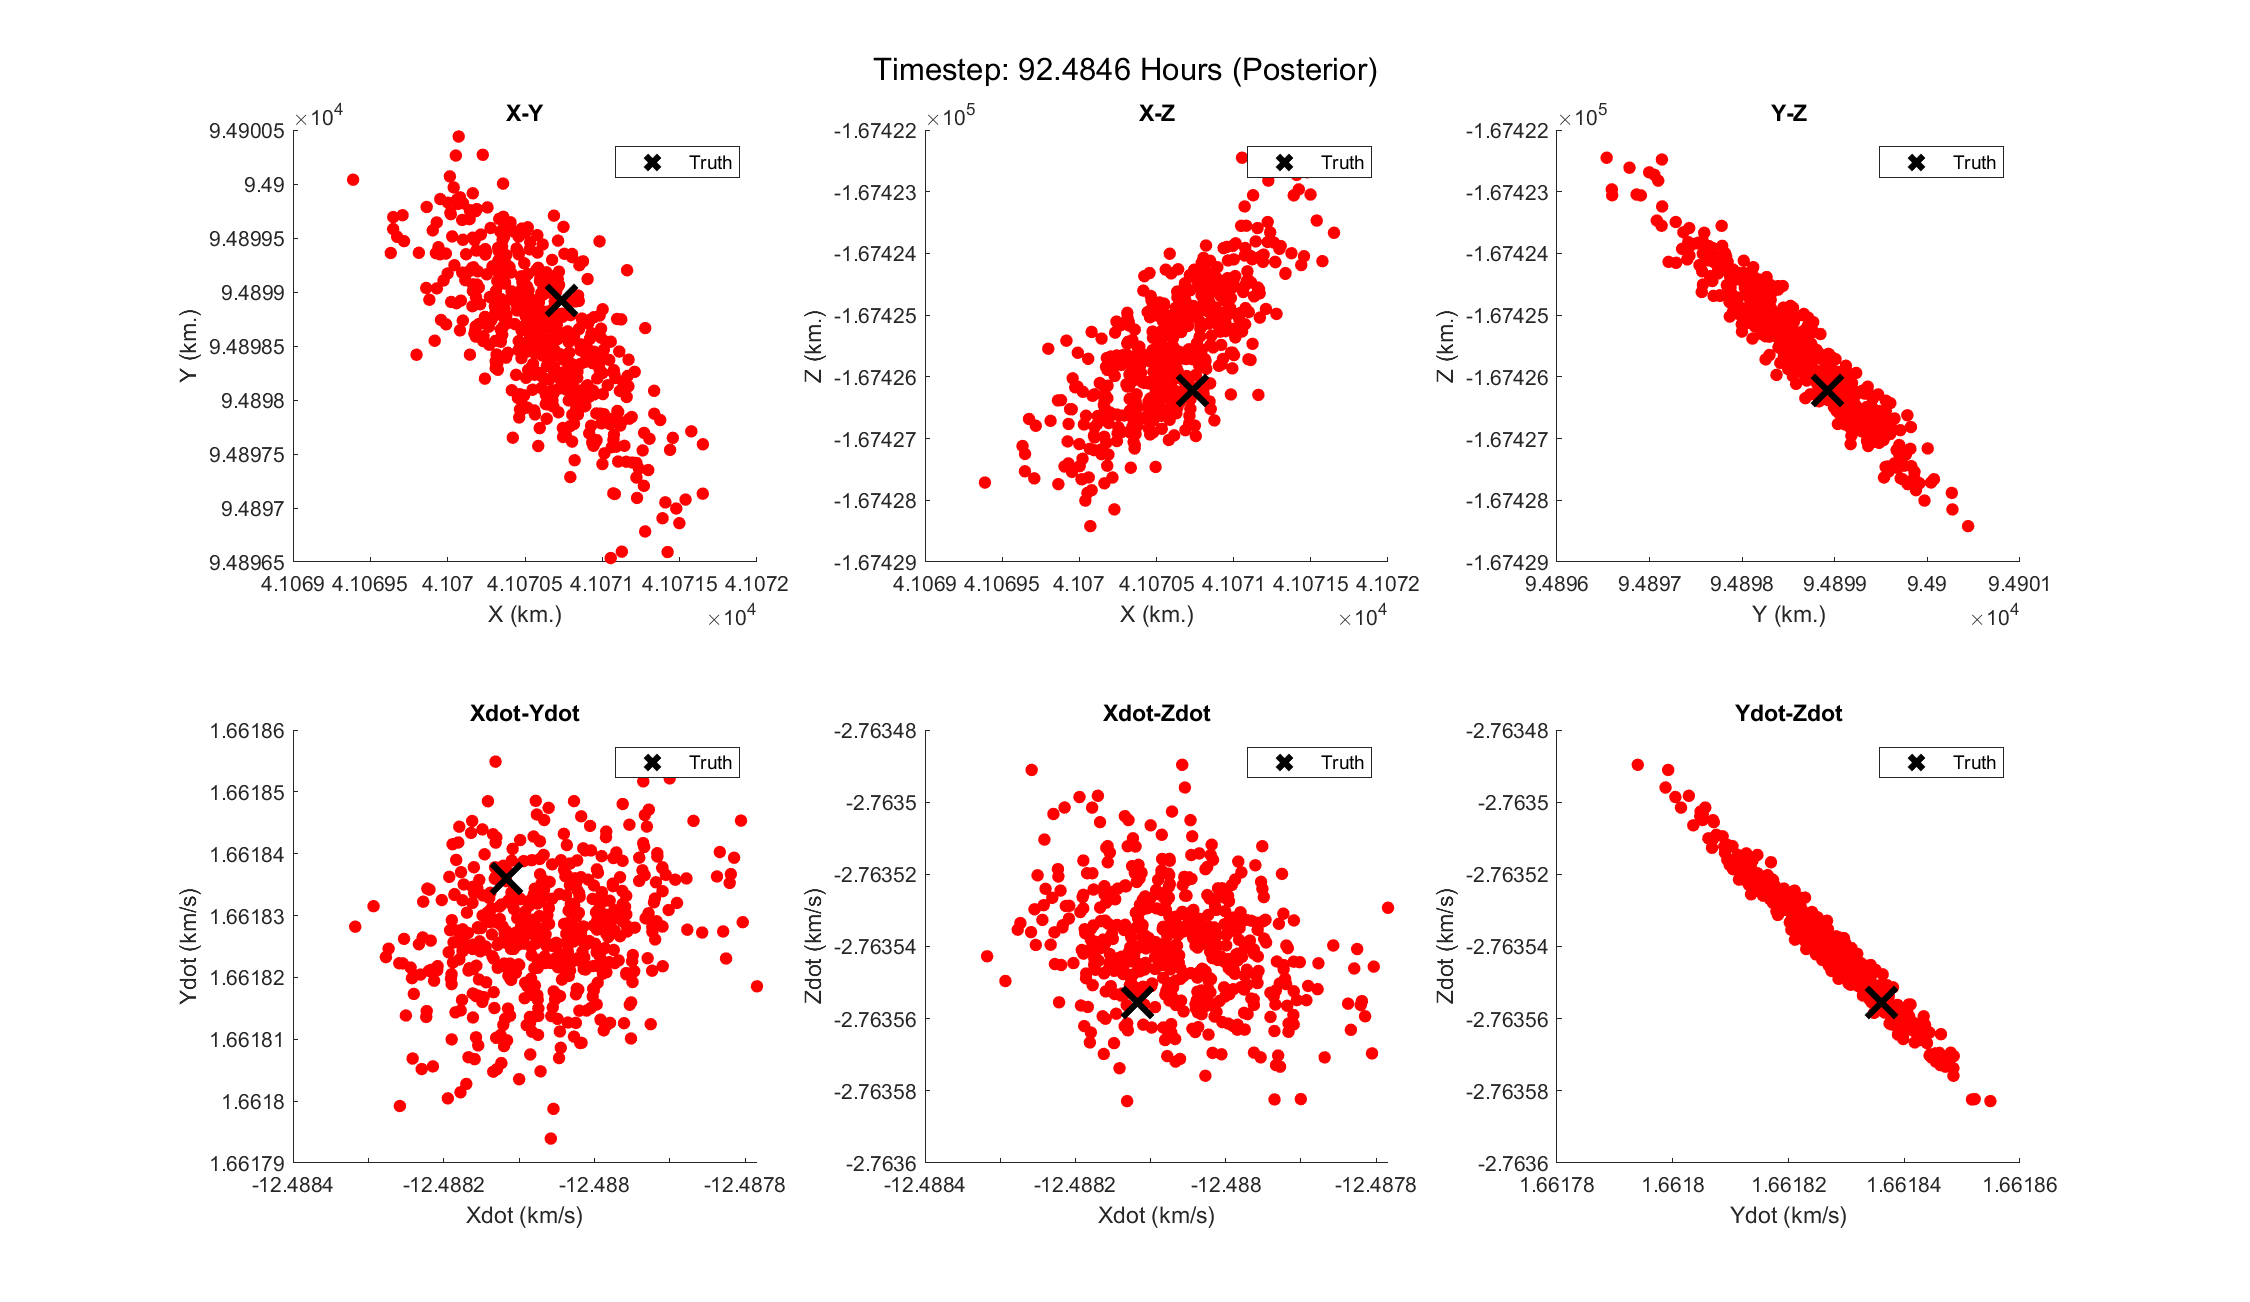 Timestep: 92.4846 Hours (Posterior)
X-Y
×10^4
9.49005
9.49
9.48995
9.4899
9.48985
9.4898
9.48975
9.4897
9.48965
Y (km.)
Truth
4.1069 4.10695 4.107 4.10705 4.1071 4.10715 4.1072
X (km.)
×10^4
X-Z
×10^5
-1.67422
-1.67423
-1.67424
-1.67425
-1.67426
-1.67427
-1.67428
-1.67429
Z (km.)
Truth
4.1069 4.10695 4.107 4.10705 4.1071 4.10715 4.1072
X (km.)
×10^4
Y-Z
×10^5
-1.67422
-1.67423
-1.67424
-1.67425
-1.67426
-1.67427
-1.67428
-1.67429
Z (km.)
Truth
9.4896 9.4897 9.4898 9.4899 9.49 9.4901
Y (km.)
×10^4
Xdot-Ydot
1.66186
1.66185
1.66184
1.66183
1.66182
1.66181
1.6618
1.66179
Ydot (km/s)
Truth
-12.4884 -12.4882 -12.488 -12.4878
Xdot (km/s)
Xdot-Zdot
-2.76348
-2.7635
-2.76352
-2.76354
-2.76356
-2.76358
-2.7636
Zdot (km/s)
Truth
-12.4884 -12.4882 -12.488 -12.4878
Xdot (km/s)
Ydot-Zdot
-2.76348
-2.7635
-2.76352
-2.76354
-2.76356
-2.76358
-2.7636
Zdot (km/s)
Truth
1.66178 1.6618 1.66182 1.66184 1.66186
Ydot (km/s)